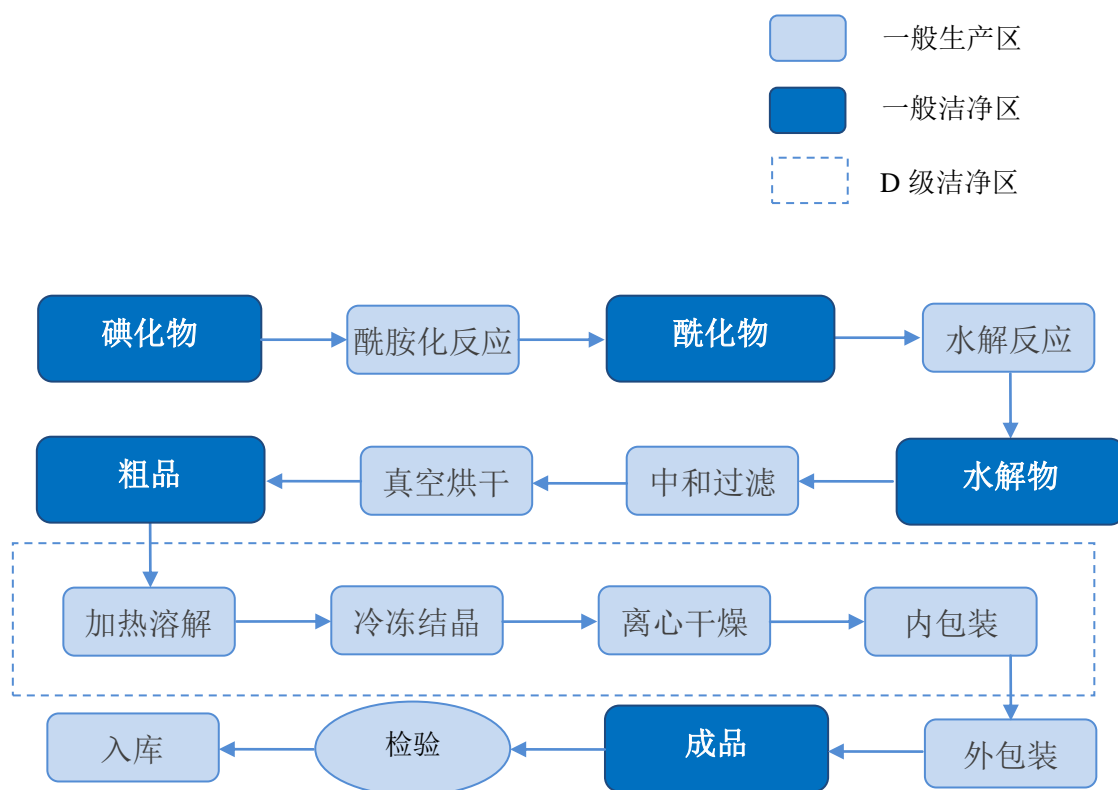 一般生产区
一般洁净区
D 级洁净区
碘化物
酰胺化反应
酰化物
水解反应
粗品
真空烘干
中和过滤
水解物
加热溶解
冷冻结晶
离心干燥
内包装
入库
检验
成品
外包装